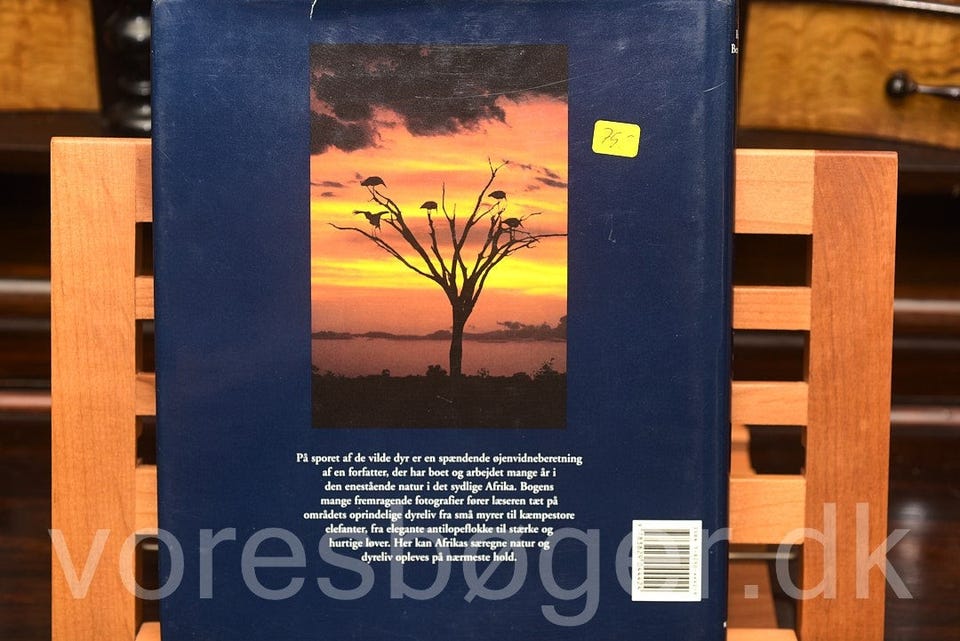 75,-
På sporet af de vilde dyr er en spændende øjenvidneberetning
af en forfatter, der har boet og arbejdet mange år i
den enestående natur i det sydlige Afrika. Bogens
mange fremragende fotografier fører læseren tæt på
områdets oprindelige dyreliv fra små myrer til kæmpestore
elefanter, fra elegante antilopeflokke til stærke og
hurtige løver. Her kan Afrikas særegne natur og
dyreliv opleves på nærmeste hold.
voresbøger.dk